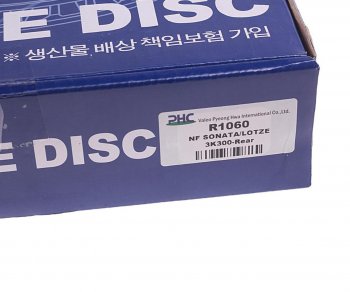 E DISC
※ 생산물 배상 책임보험 가입
E DISC
PHC Valeo Pyeong Hwa International Co.,Ltd.
R1060
NF SONATA/LOTZE
3K300-Rear